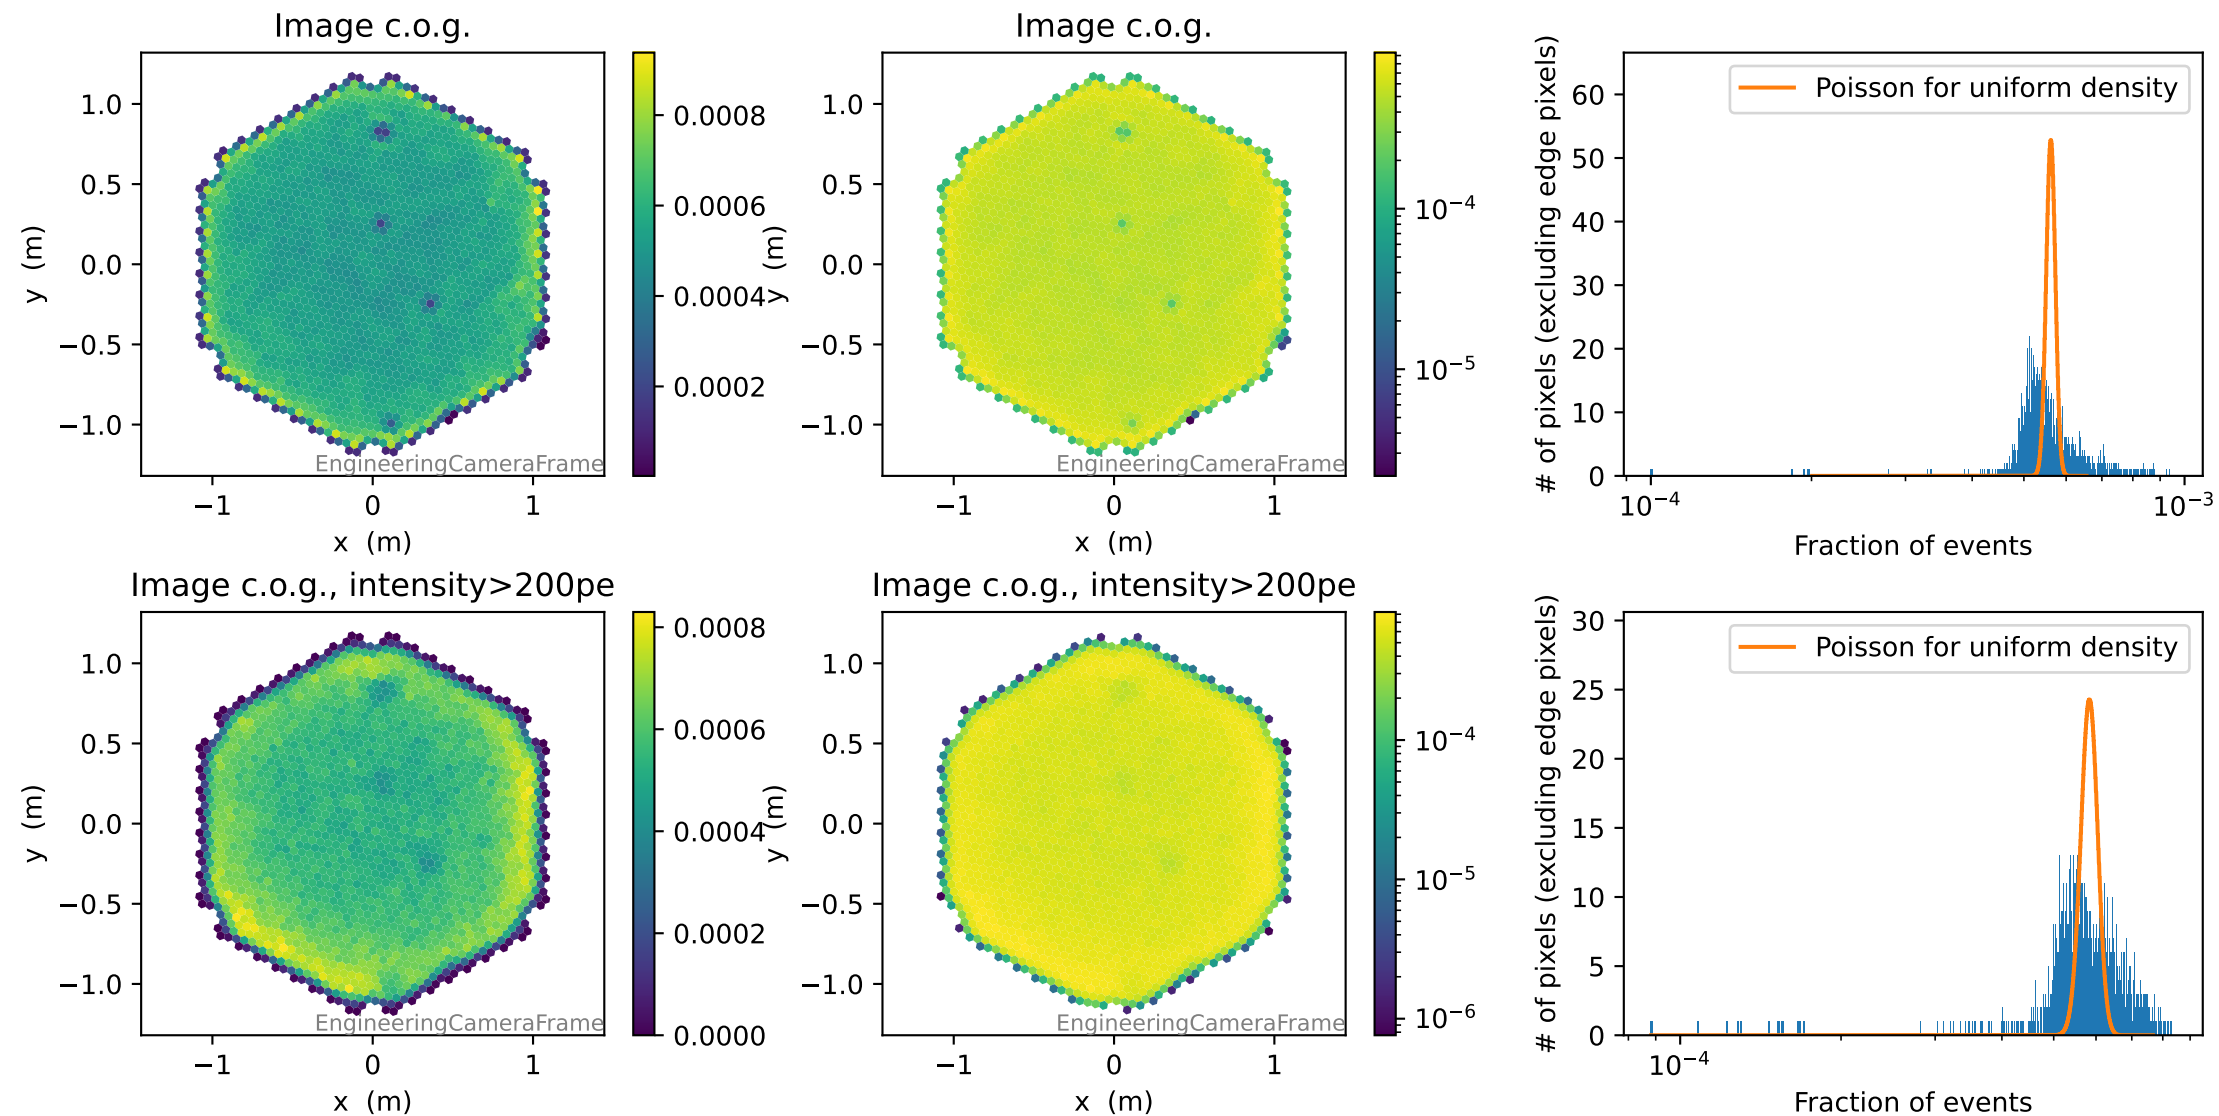 Image c.o.g.
1.0
0.5
0.0
−0.5
−1.0
y (m)
−1
0
1
x (m)
EngineeringCameraFrame
0.0008
0.0006
0.0004
0.0002
Image c.o.g.
1.0
0.5
0.0
−0.5
−1.0
y (m)
−1
0
1
x (m)
EngineeringCameraFrame
10⁻⁴
10⁻⁵
# of pixels (excluding edge pixels)
60
50
40
30
20
10
0
Poisson for uniform density
10⁻⁴
10⁻³
Fraction of events
Image c.o.g., intensity>200pe
1.0
0.5
0.0
−0.5
−1.0
y (m)
−1
0
1
x (m)
EngineeringCameraFrame
0.0008
0.0006
0.0004
0.0002
0.0000
Image c.o.g., intensity>200pe
1.0
0.5
0.0
−0.5
−1.0
y (m)
−1
0
1
x (m)
EngineeringCameraFrame
10⁻⁴
10⁻⁵
10⁻⁶
# of pixels (excluding edge pixels)
30
25
20
15
10
5
0
Poisson for uniform density
10⁻⁴
Fraction of events